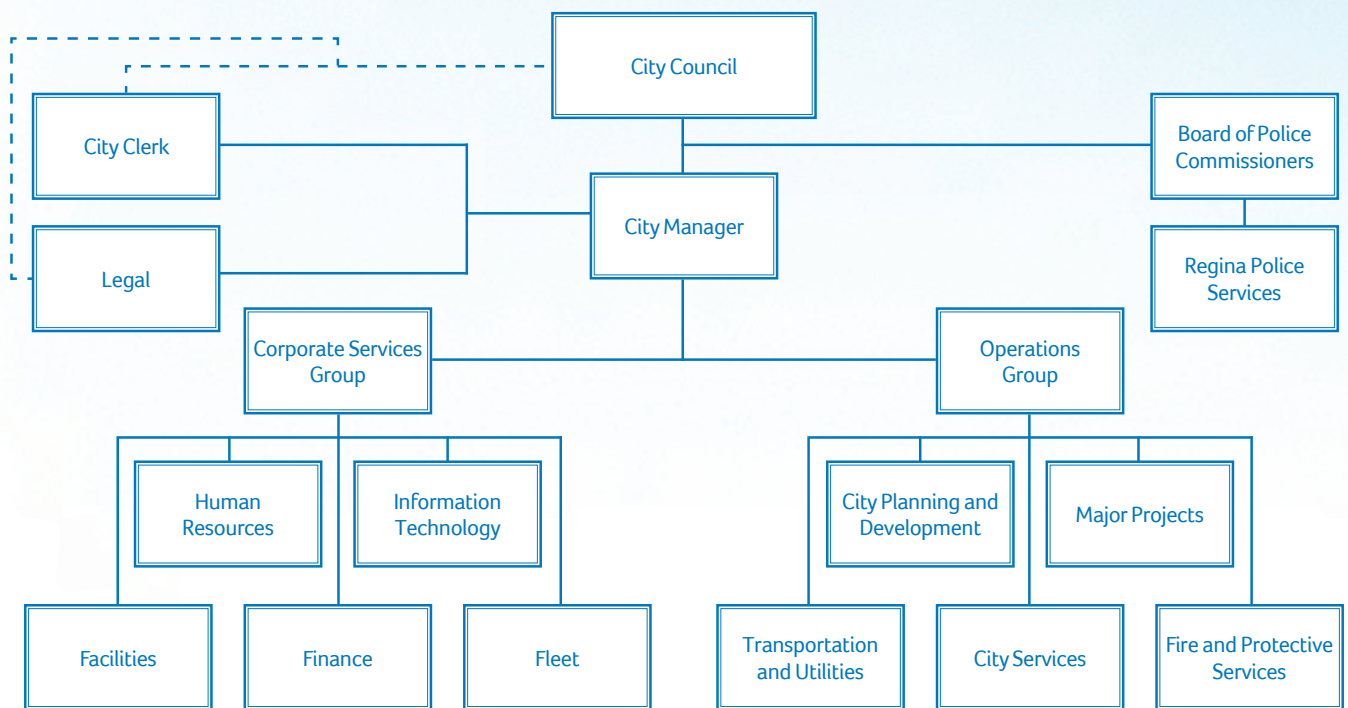 City Council
City Clerk
Board of Police
Commissioners
City Manager
Legal
Regina Police
Services
Corporate Services
Group
Operations
Group
Human
Resources
Information
Technology
City Planning and
Development
Major Projects
Facilities
Finance
Fleet
Transportation
and Utilities
City Services
Fire and Protective
Services